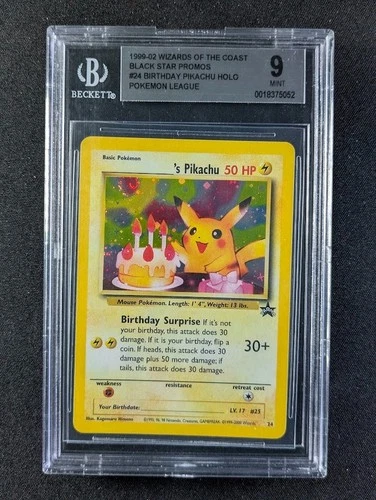 BECKETT®
1999-02 WIZARDS OF THE COAST
BLACK STAR PROMOS
#24 BIRTHDAY PIKACHU HOLO
POKEMON LEAGUE
9
MINT
0018375052
Basic Pokémon
's Pikachu 50 HP
Mouse Pokémon. Length: 1' 4", Weight: 13 lbs.
Birthday Surprise If it's not
your birthday, this attack does 30
damage. If it is your birthday, flip a
coin. If heads, this attack does 30
damage plus 50 more damage; if
tails, this attack does 30 damage.
30+
weakness resistance retreat cost
Your Birthdate:
LV. 17 #25
Illus. Kagemaru Himeno
24